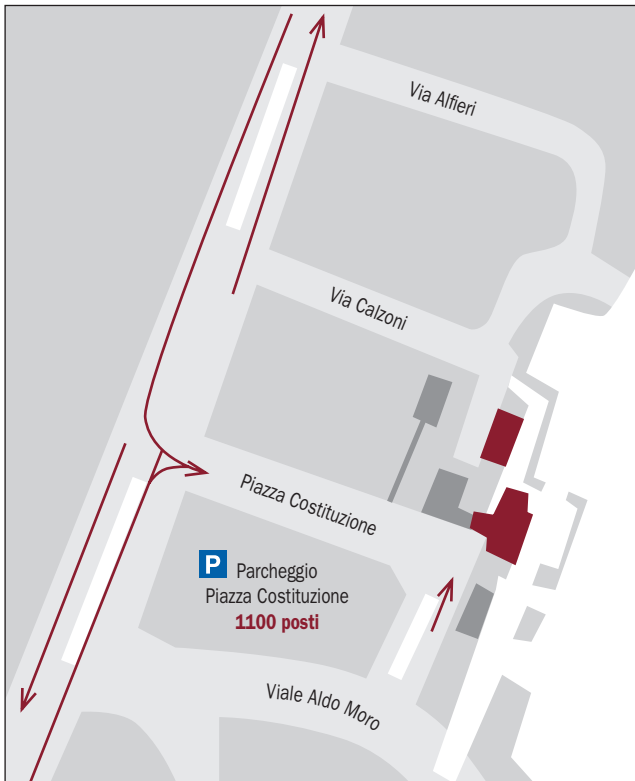 Via Alfieri
Via Calzoni
Piazza Costituzione
P Parcheggio
Piazza Costituzione
1100 posti
Viale Aldo Moro